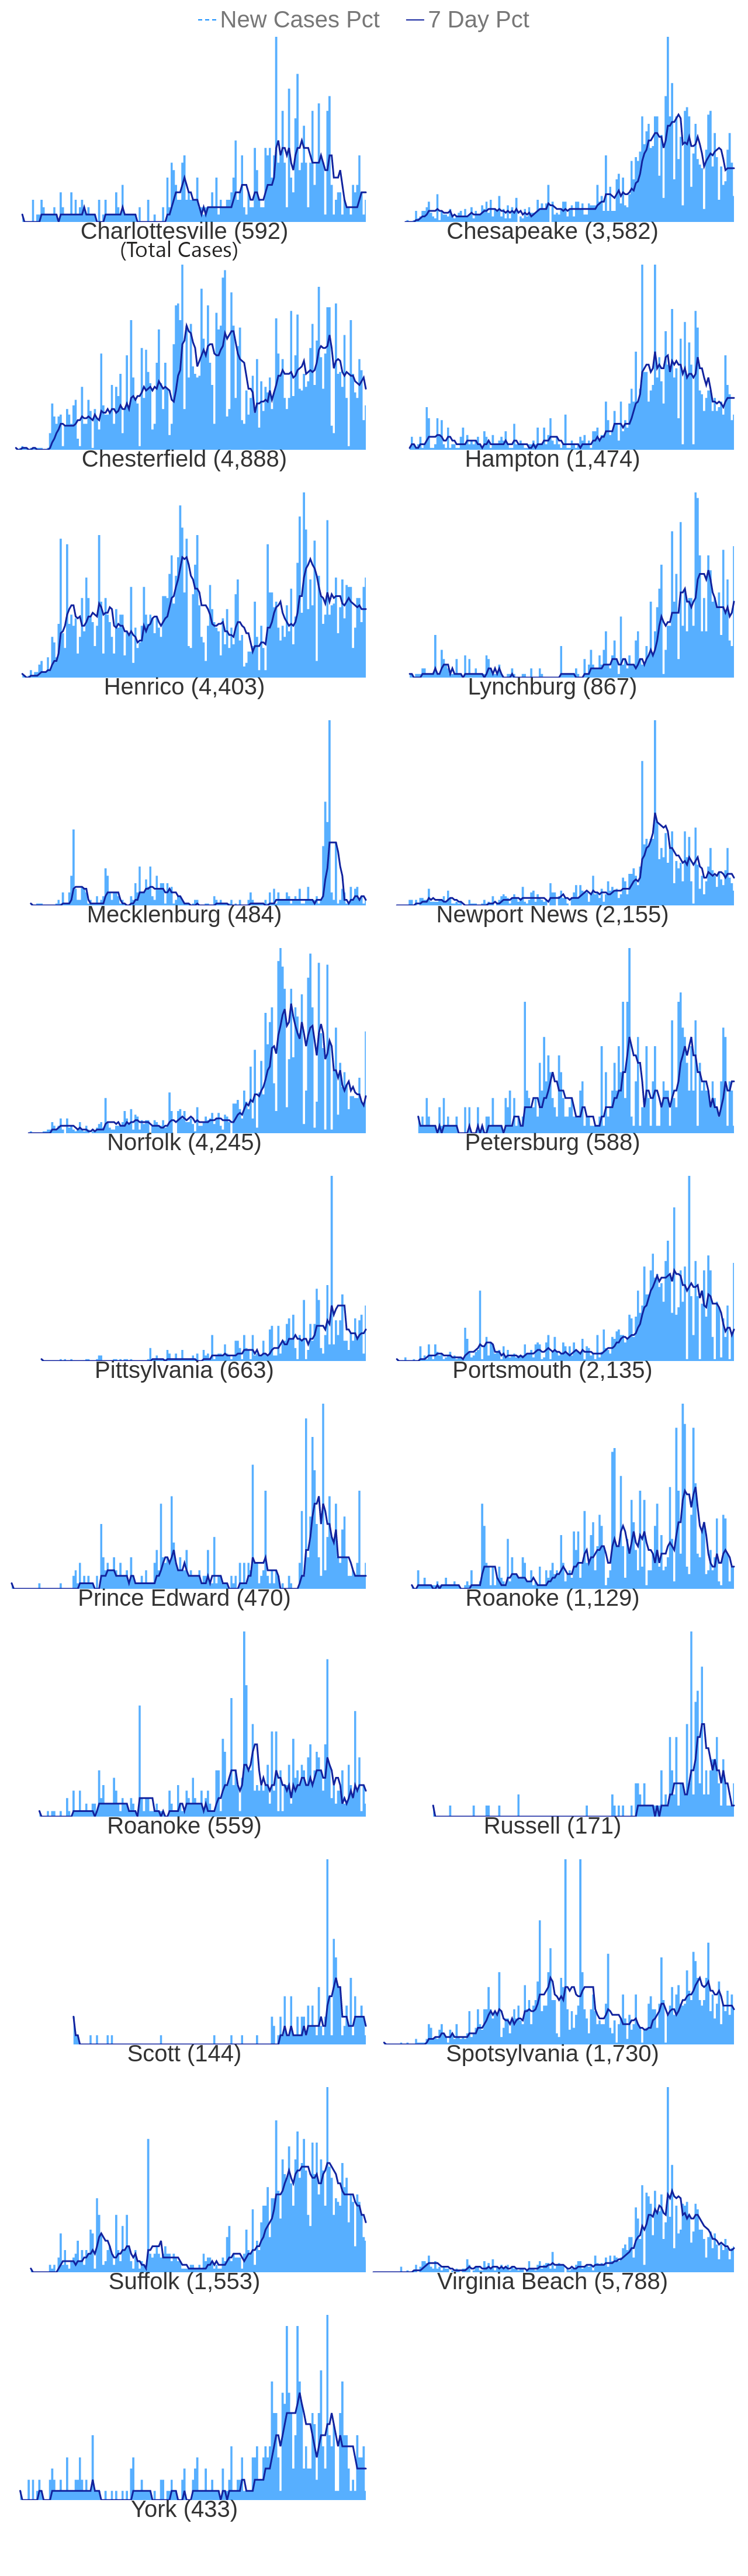 New Cases Pct 7 Day Pct
Charlottesville (592) Chesapeake (3,582)
(Total Cases)
Chesterfield (4,888) Hampton (1,474)
Henrico (4,403) Lynchburg (867)
Mecklenburg (484) Newport News (2,155)
Norfolk (4,245) Petersburg (588)
Pittsylvania (663) Portsmouth (2,135)
Prince Edward (470) Roanoke (1,129)
Roanoke (559) Russell (171)
Scott (144) Spotsylvania (1,730)
Suffolk (1,553) Virginia Beach (5,788)
York (433)